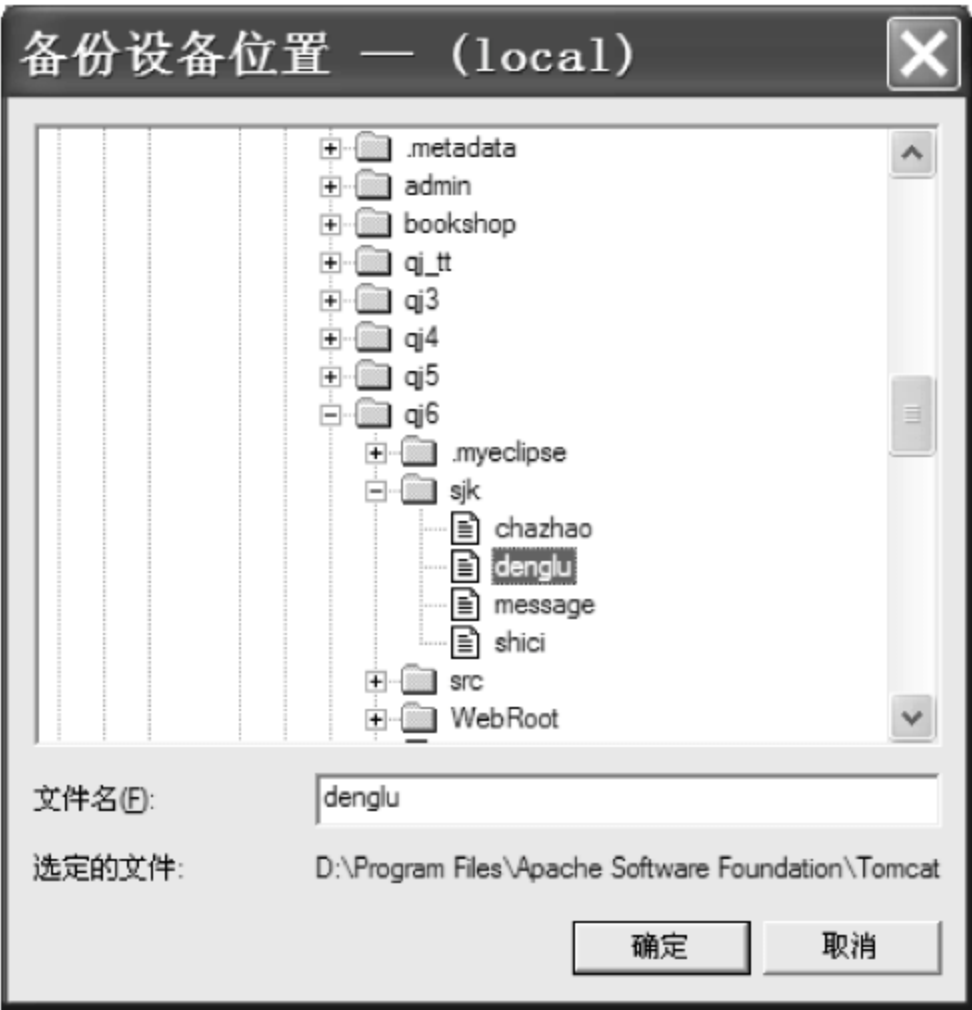 备份设备位置 — (local)
.metadata
admin
bookshop
qj_tt
qj3
qj4
qj5
qj6
.myeclipse
sjk
chazhao
denglu
message
shici
src
WebRoot
文件名(F): denglu
选定的文件: D:\Program Files\Apache Software Foundation\Tomcat
确定 取消